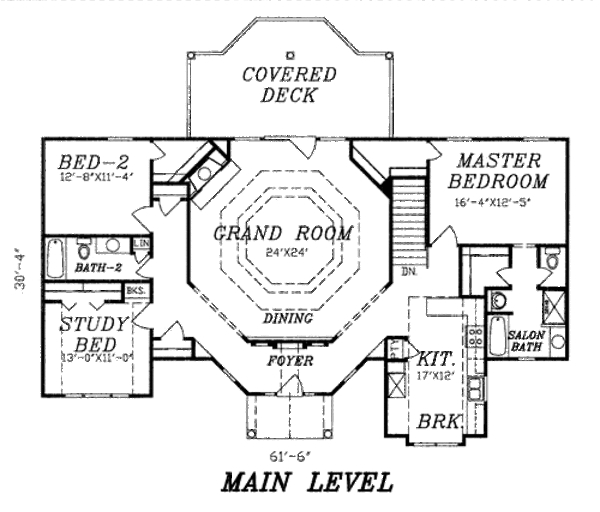 COVERED
DECK
BED-2
12'-8"X11'-4"
MASTER
BEDROOM
16'-4"X12'-5"
GRAND ROOM
24'X24'
LIN
BATH-2
DN.
30'-4"
BKS.
STUDY
BED
13'-0"X11'-0"
DINING
FOYER
PTY
KIT.
17'X12'
SALON
BATH
BRK.
61'-6"
MAIN LEVEL